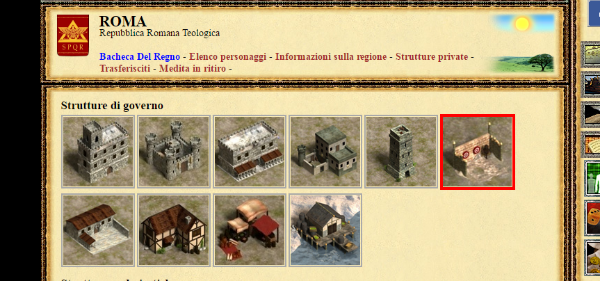 ROMA
Repubblica Romana Teologica
SPQR
Bacheca Del Regno - Elenco personaggi - Informazioni sulla regione - Strutture private -
Trasferisciti - Medita in ritiro -
Strutture di governo